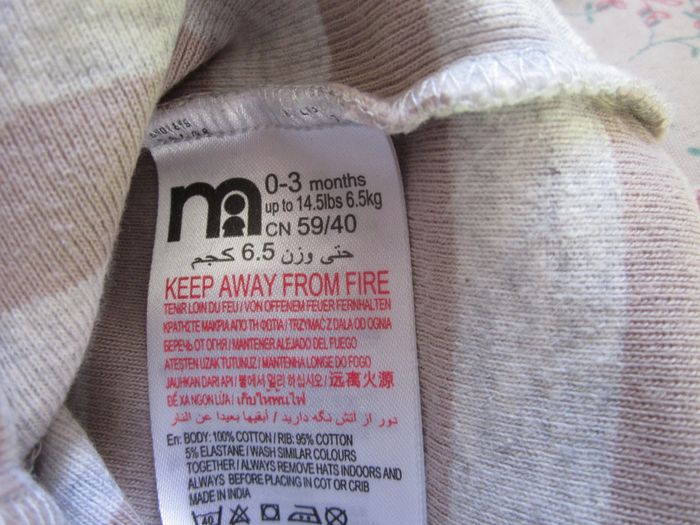 0-3 months
up to 14.5lbs 6.5kg
CN 59/40
حتى وزن 6.5 كجم
KEEP AWAY FROM FIRE
TENIR LOIN DU FEU / VON OFFENEM FEUER FERNHALTEN
ΚΡΑΤΗΣΤΕ ΜΑΚΡΙΑ ΑΠΟ ΤΗ ΦΩΤΙΑ / TRZYMAĆ Z DALA OD OGNIA
БЕРЕЧЬ ОТ ОГНЯ / MANTENER ALEJADO DEL FUEGO
ATEŞTEN UZAK TUTUNUZ / MANTENHA LONGE DO FOGO
JAUHKAN DARI API / 불에서 멀리 하십시오 / 远离火源
ĐỂ XA NGỌN LỬA / เก็บให้พ้นไฟ
دور از آتش نگه دارید / أبقيها بعيدا عن النار
En: BODY: 100% COTTON / RIB: 95% COTTON
5% ELASTANE / WASH SIMILAR COLOURS
TOGETHER / ALWAYS REMOVE HATS INDOORS AND
ALWAYS BEFORE PLACING IN COT OR CRIB
MADE IN INDIA
40